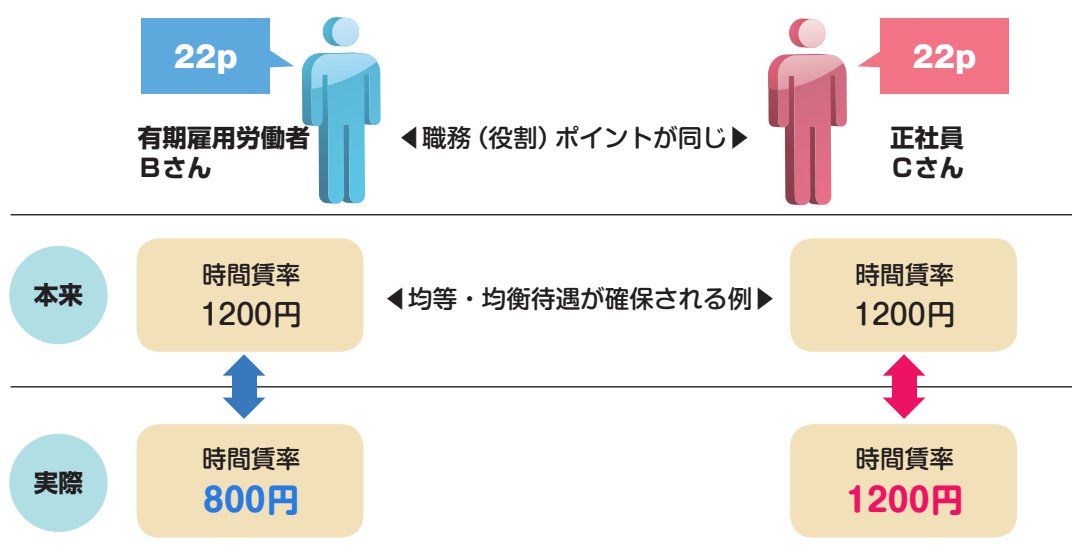 22p
22p
有期雇用労働者
Bさん
◀職務（役割）ポイントが同じ▶
正社員
Cさん
本来
時間賃率
1200円
◀均等・均衡待遇が確保される例▶
時間賃率
1200円
実際
時間賃率
800円
時間賃率
1200円